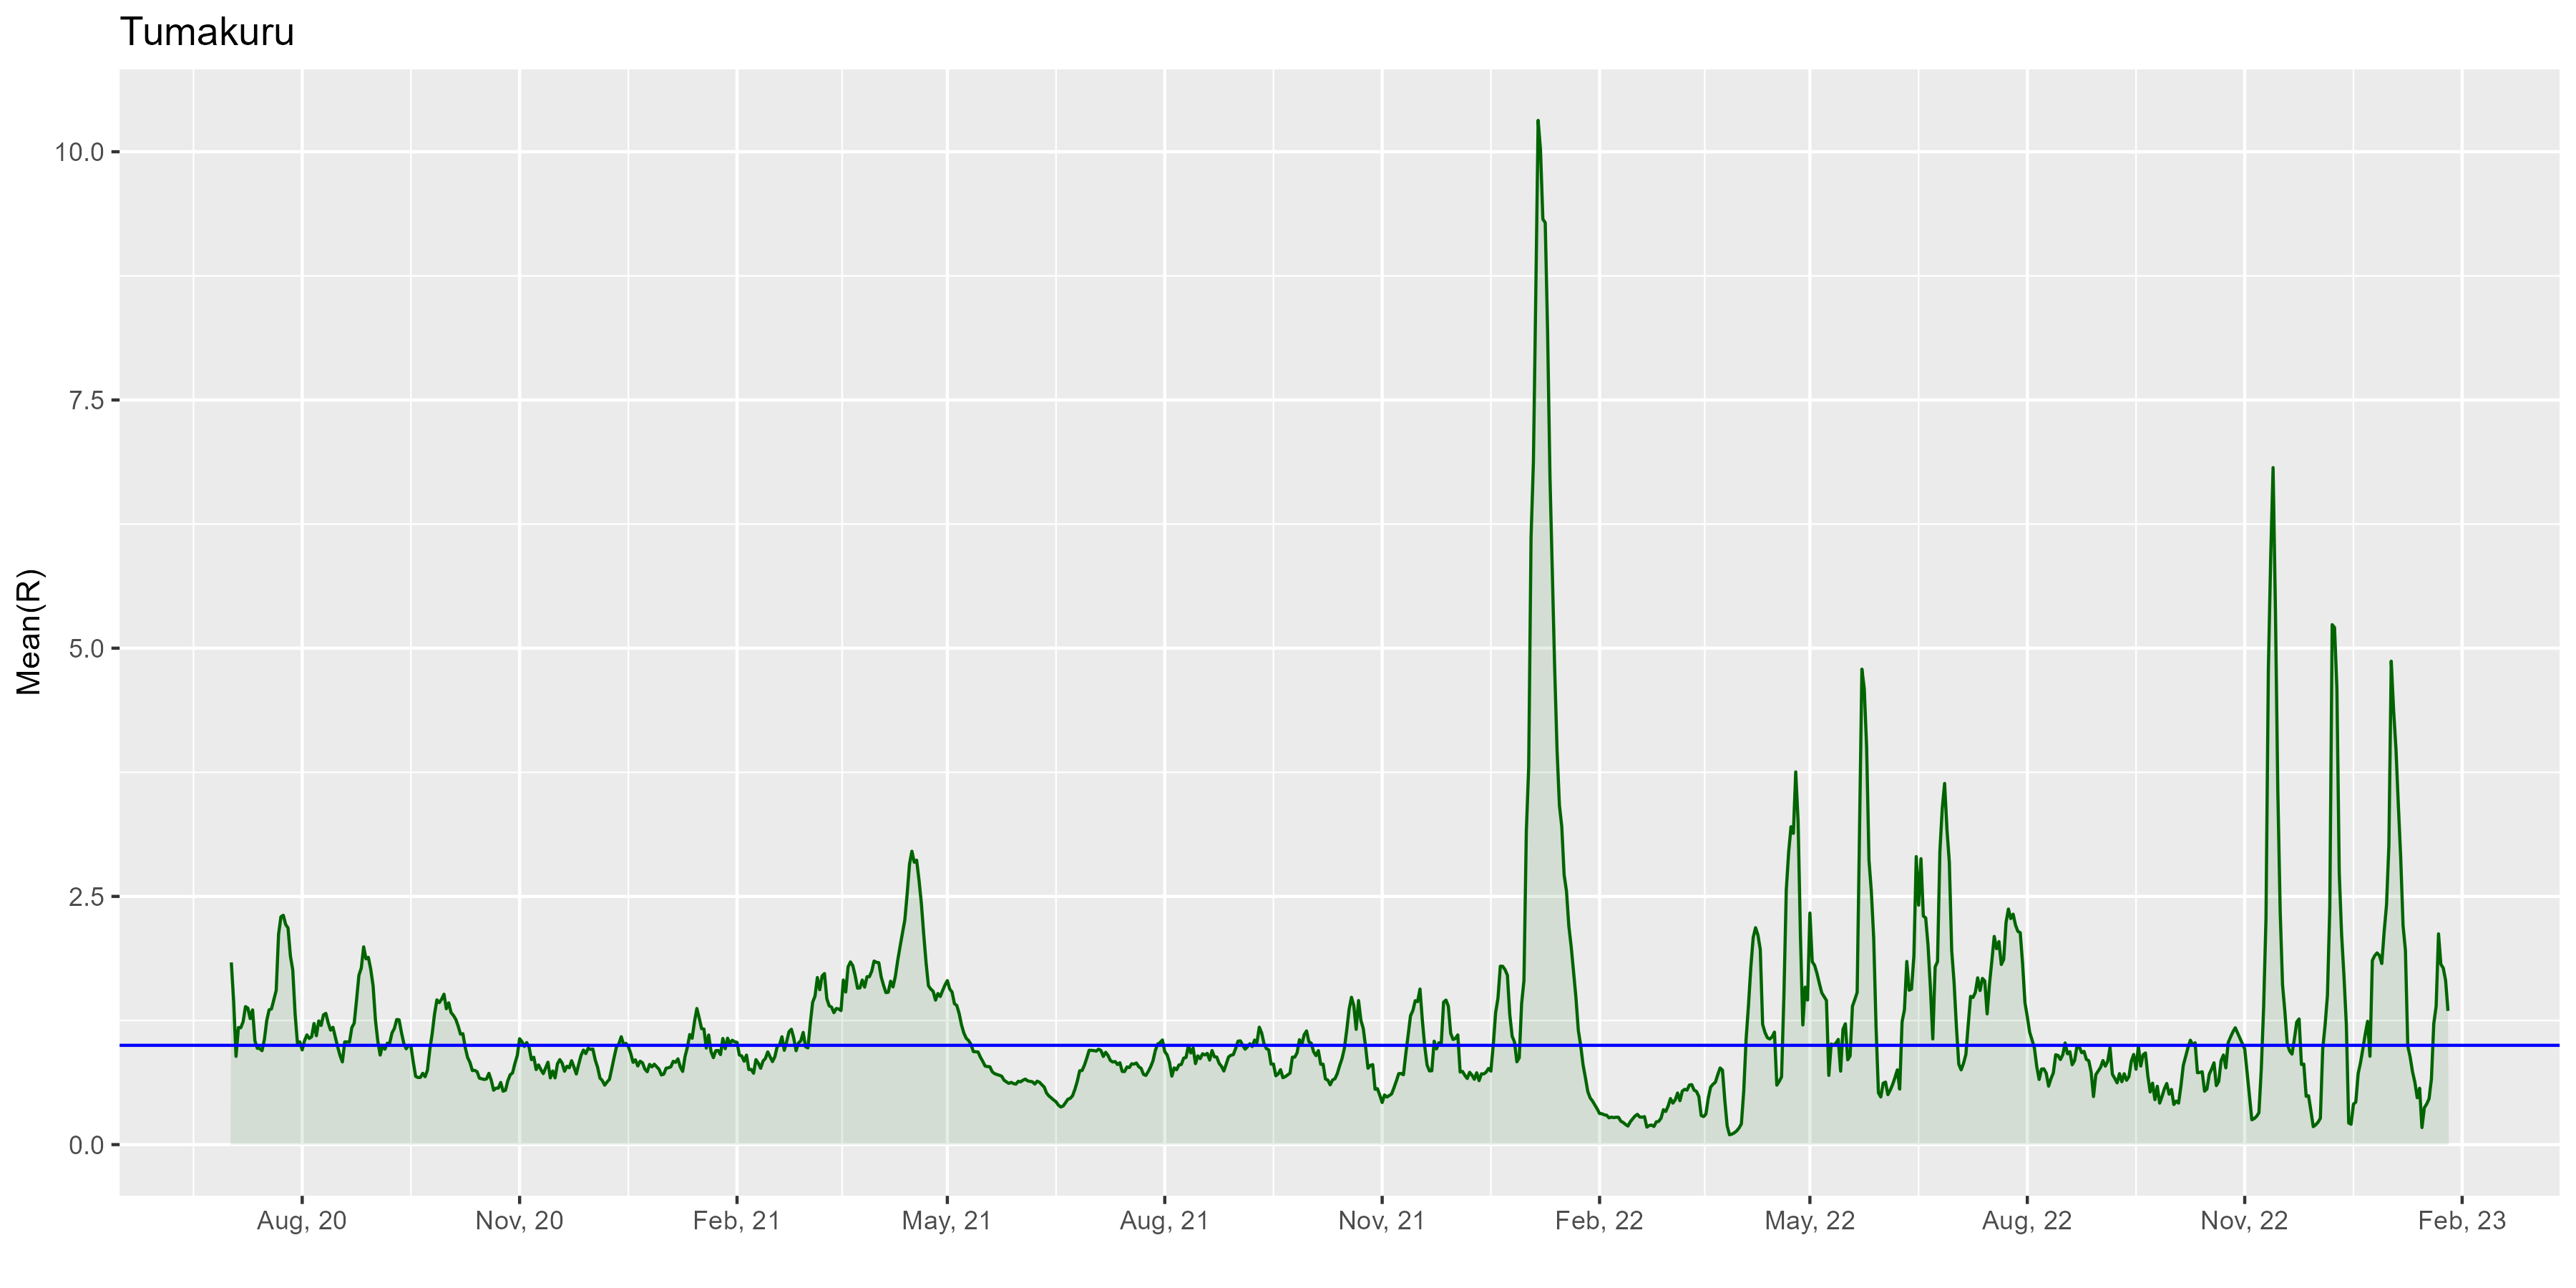 Tumakuru
Mean(R)
10.0
7.5
5.0
2.5
0.0
Aug, 20
Nov, 20
Feb, 21
May, 21
Aug, 21
Nov, 21
Feb, 22
May, 22
Aug, 22
Nov, 22
Feb, 23